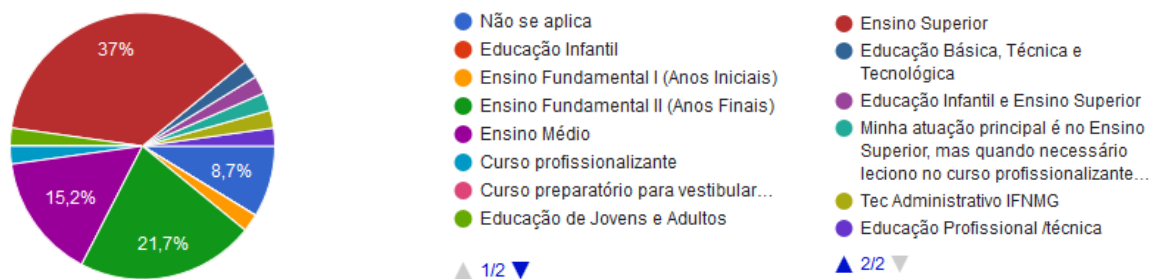 37%
8,7%
15,2%
21,7%
Não se aplica
Educação Infantil
Ensino Fundamental I (Anos Iniciais)
Ensino Fundamental II (Anos Finais)
Ensino Médio
Curso profissionalizante
Curso preparatório para vestibular...
Educação de Jovens e Adultos
1/2
Ensino Superior
Educação Básica, Técnica e
Tecnológica
Educação Infantil e Ensino Superior
Minha atuação principal é no Ensino
Superior, mas quando necessário
leciono no curso profissionalizante...
Tec Administrativo IFNMG
Educação Profissional /técnica
2/2